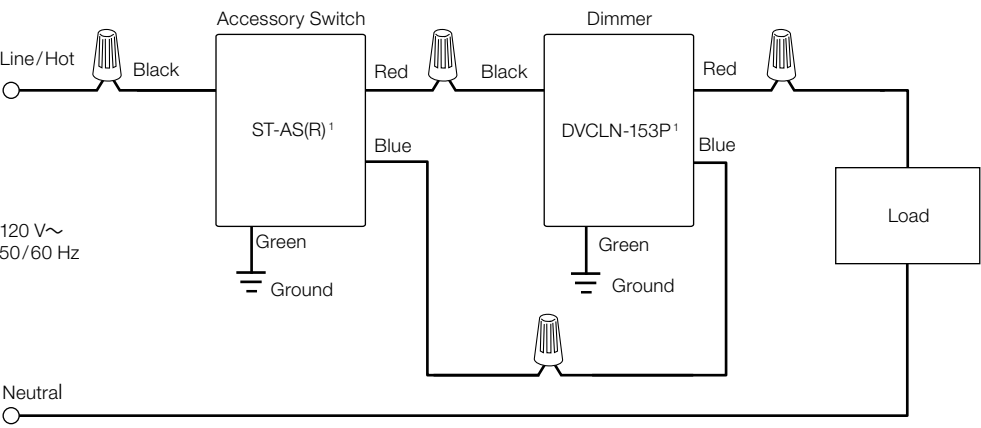 Accessory Switch
Dimmer
Line/Hot
Black
Red
Black
Red
ST-AS(R)¹
DVCLN-153P¹
Blue
Blue
Load
120 V~
50/60 Hz
Green
Green
Ground
Ground
Neutral